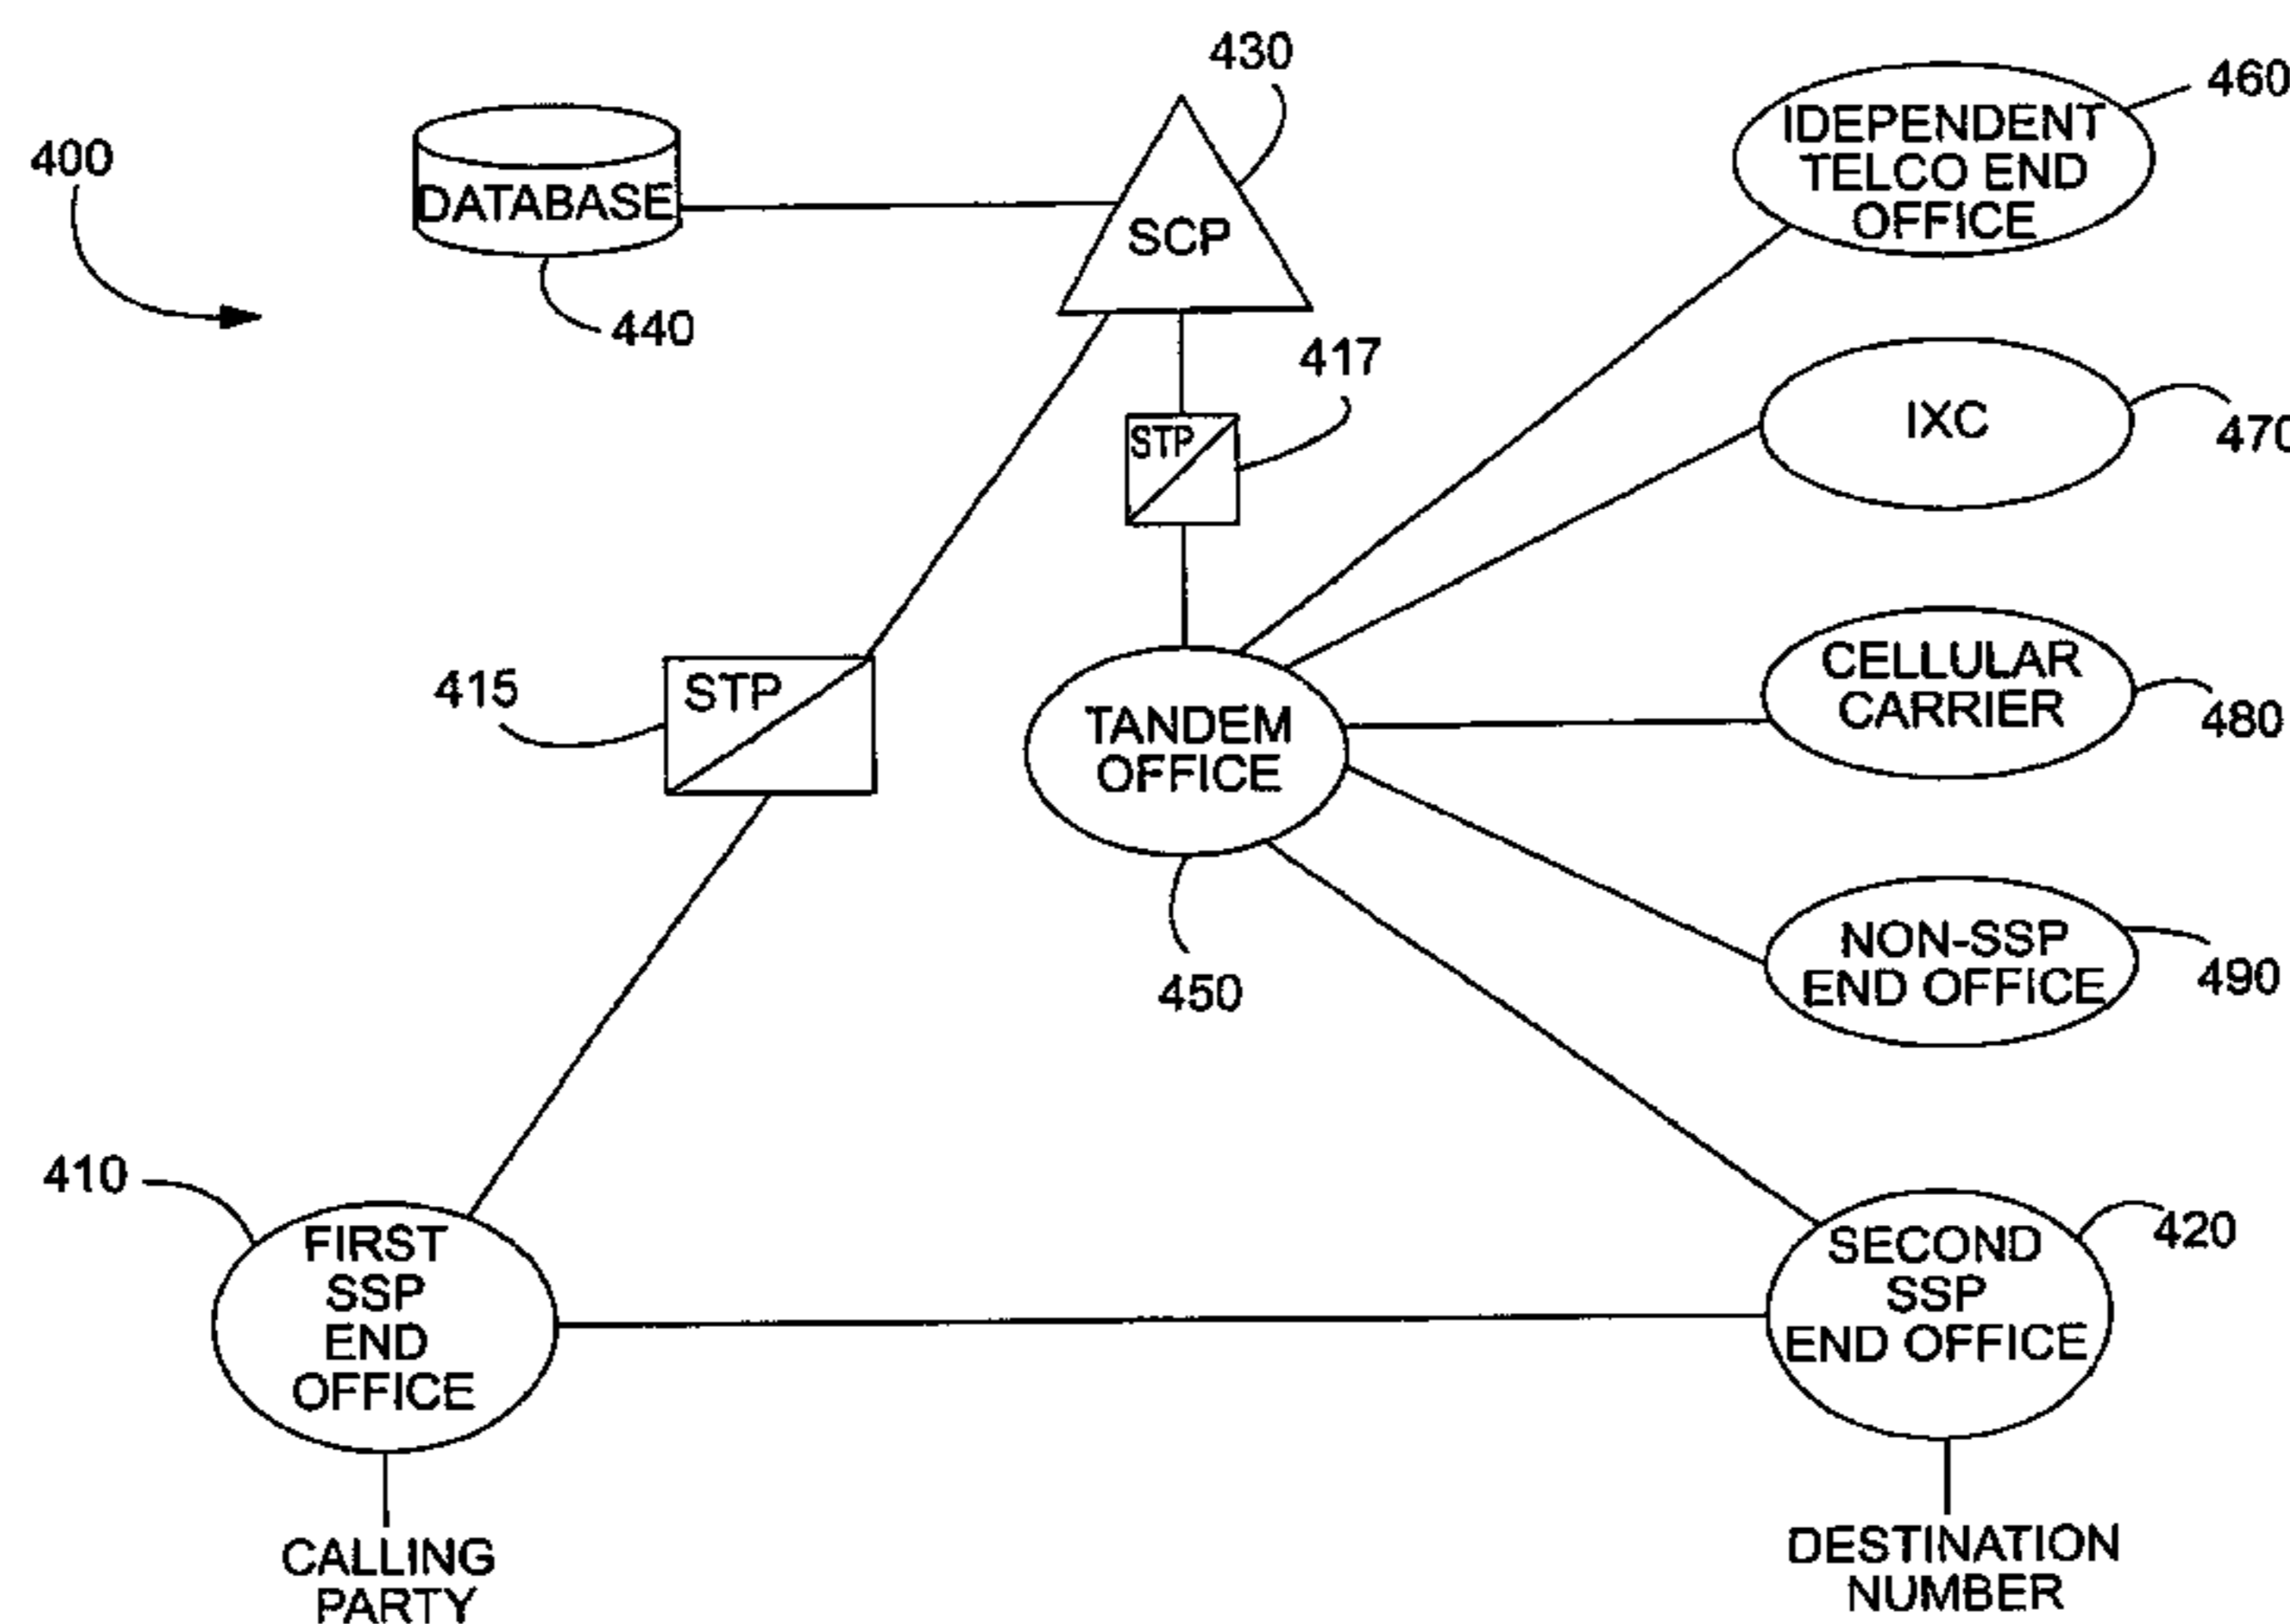 430
460
IDEPENDENT
TELCO END
OFFICE
400
DATABASE
SCP
440
417
IXC
470
STP
CELLULAR
CARRIER
480
415
STP
TANDEM
OFFICE
NON-SSP
END OFFICE
490
450
410
FIRST
SSP
END
OFFICE
SECOND
SSP
END OFFICE
420
CALLING
PARTY
DESTINATION
NUMBER